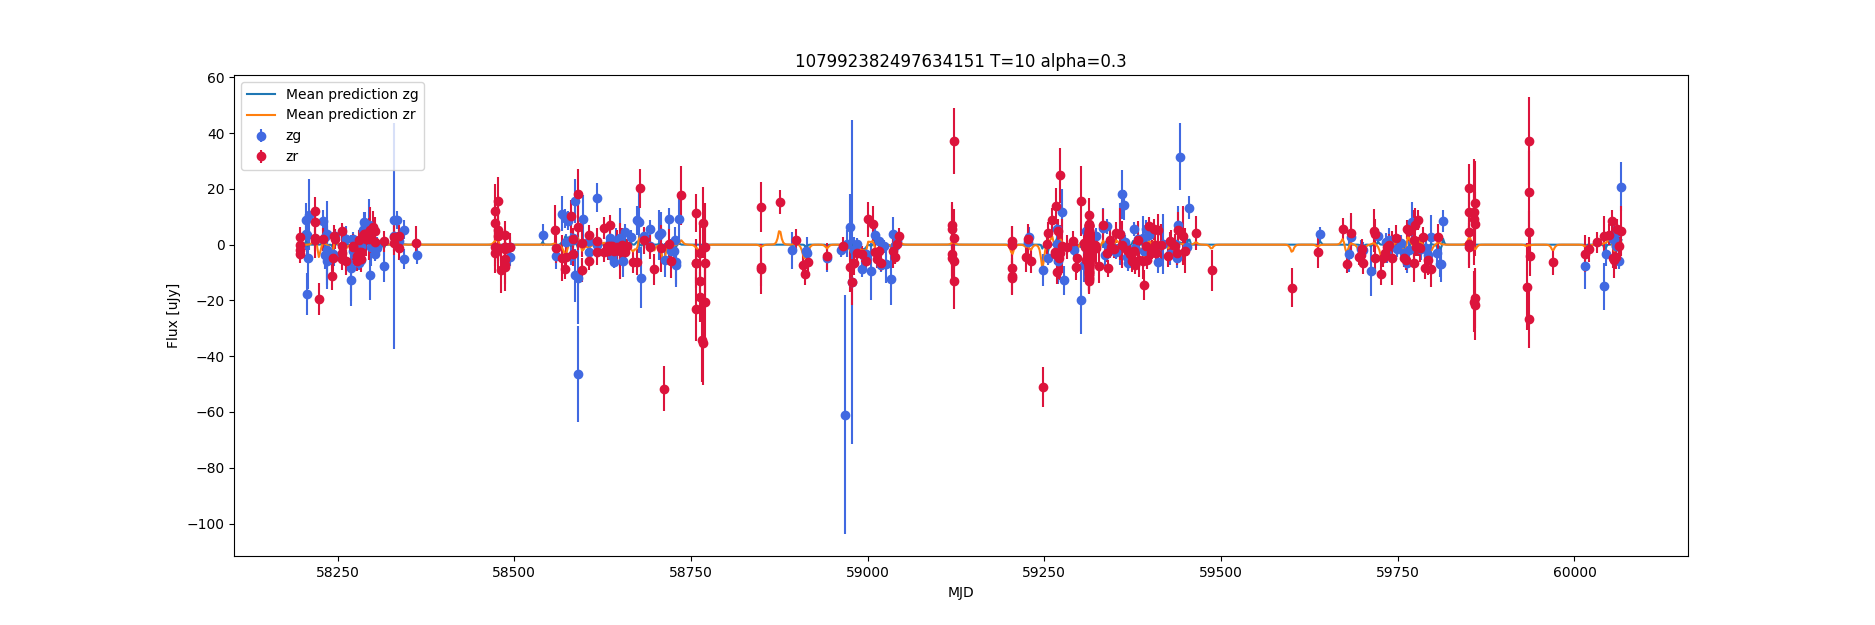 107992382497634151 T=10 alpha=0.3
Mean prediction zg
Mean prediction zr
zg
zr
60
40
20
0
−20
−40
−60
−80
−100
Flux [uJy]
58250 58500 58750 59000 59250 59500 59750 60000
MJD